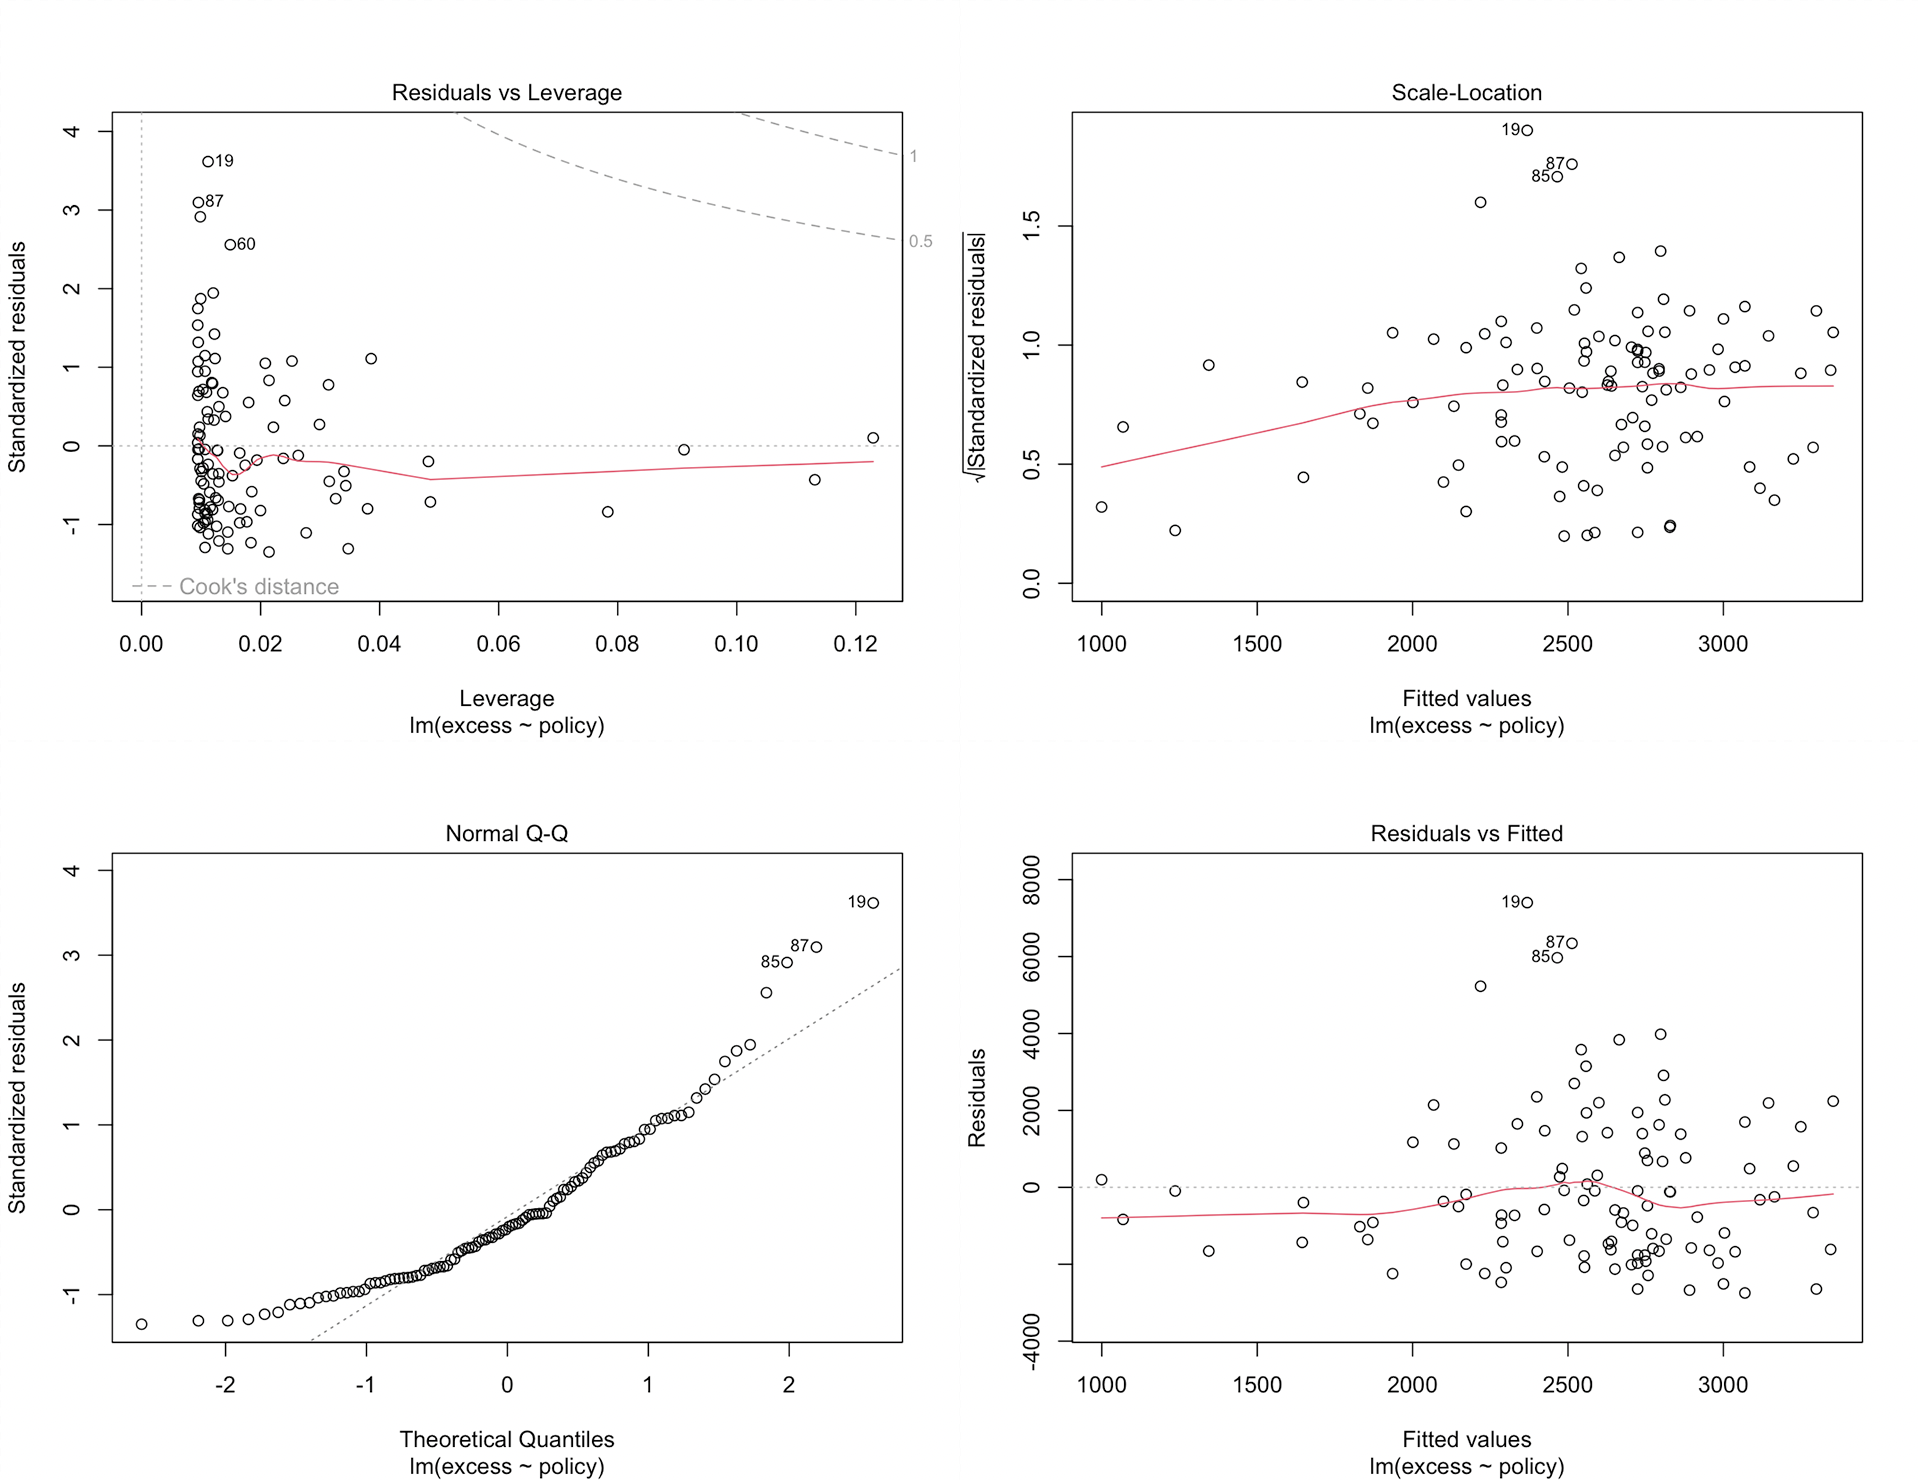 Residuals vs Leverage
Standardized residuals
4
3
2
1
0
-1
19
87
60
1
0.5
Cook's distance
0.00 0.02 0.04 0.06 0.08 0.10 0.12
Leverage
lm(excess ~ policy)
Scale-Location
√|Standardized residuals|
1.5
1.0
0.5
0.0
19
87
85
1000 1500 2000 2500 3000
Fitted values
lm(excess ~ policy)
Normal Q-Q
Standardized residuals
4
3
2
1
0
-1
19
87
85
-2 -1 0 1 2
Theoretical Quantiles
lm(excess ~ policy)
Residuals vs Fitted
Residuals
8000
6000
4000
2000
0
-4000
19
87
85
1000 1500 2000 2500 3000
Fitted values
lm(excess ~ policy)